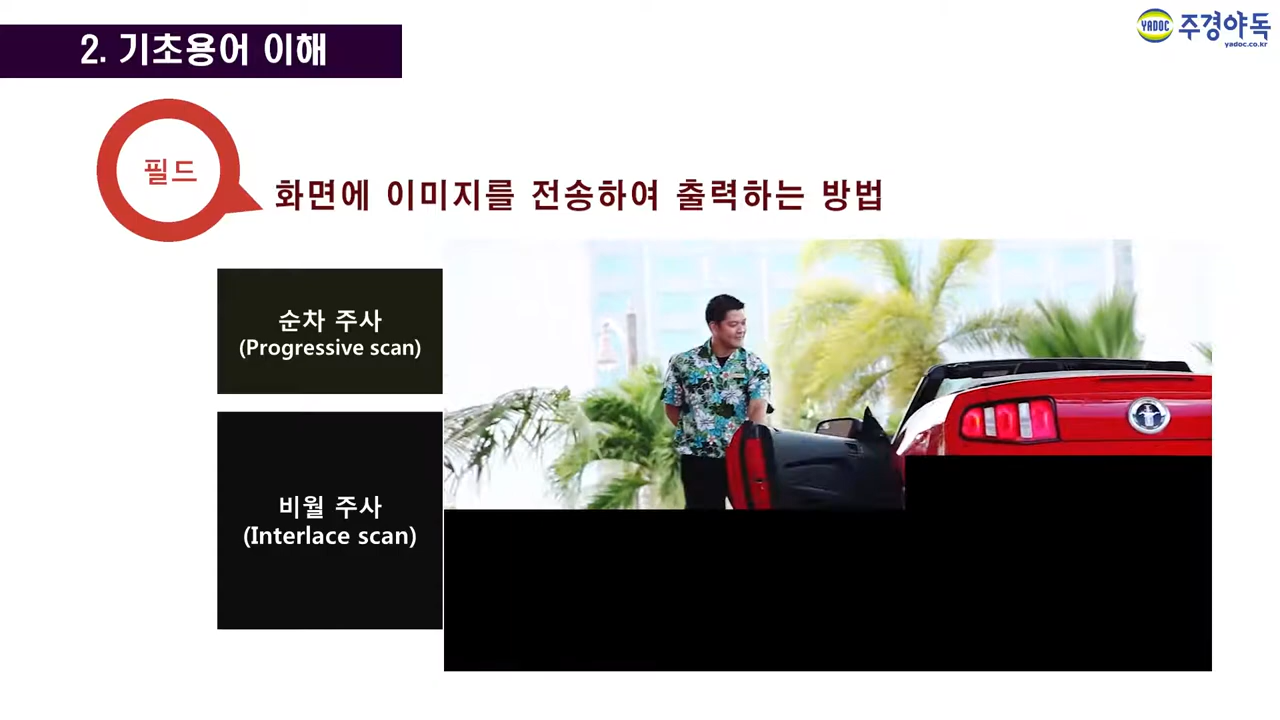 YADOC 주경야독
yadoc.co.kr
2. 기초용어 이해
필드
화면에 이미지를 전송하여 출력하는 방법
순차 주사
(Progressive scan)
비월 주사
(Interlace scan)